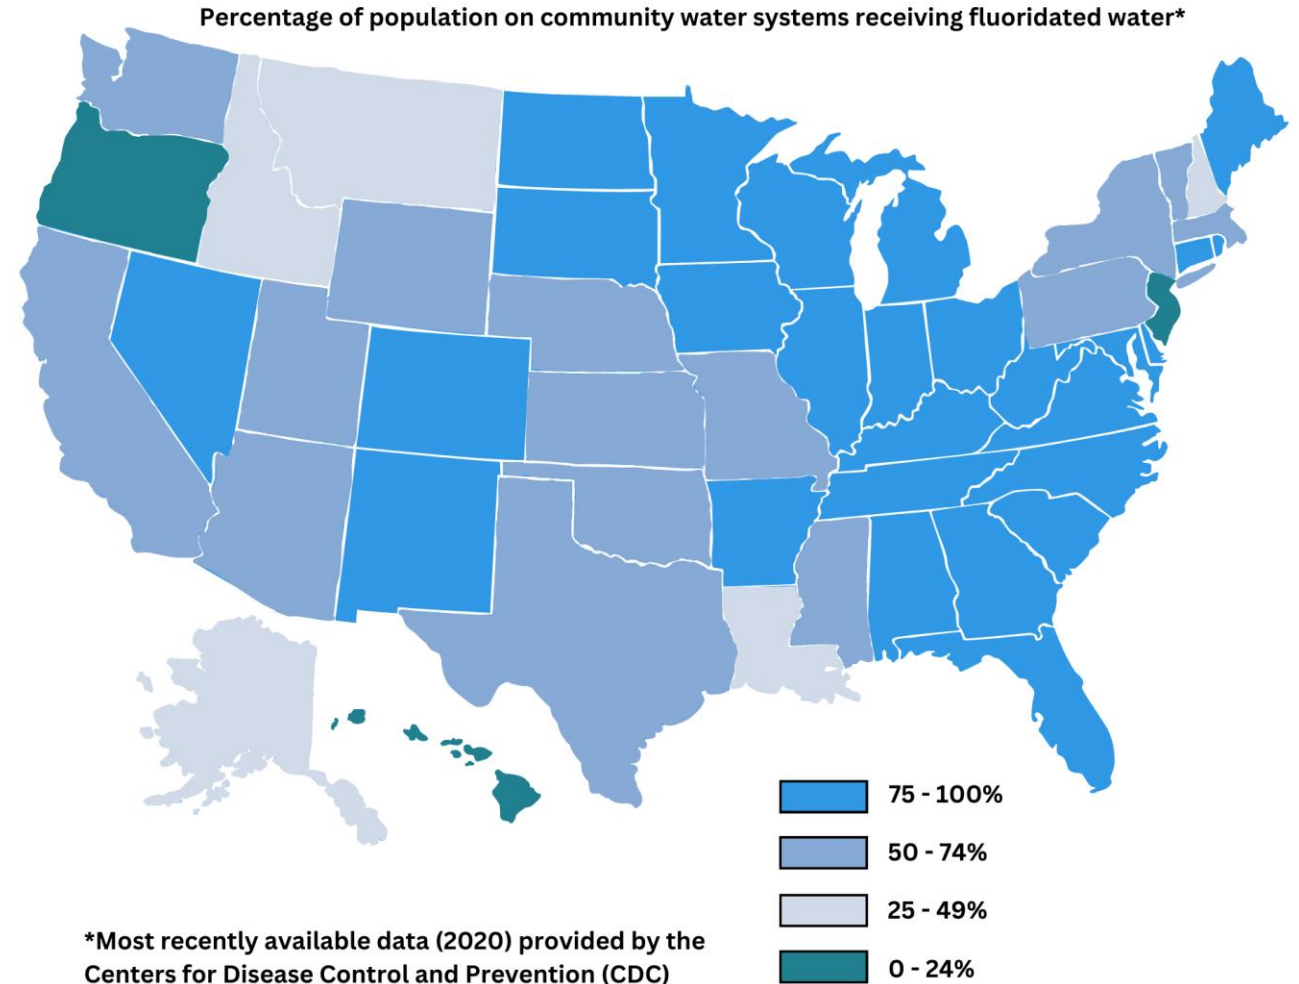 Percentage of population on community water systems receiving fluoridated water*
75 - 100%
50 - 74%
25 - 49%
0 - 24%
*Most recently available data (2020) provided by the
Centers for Disease Control and Prevention (CDC)